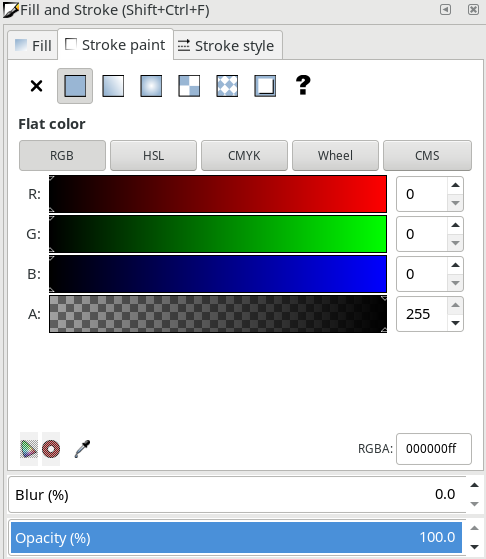 Fill and Stroke (Shift+Ctrl+F)
Fill Stroke paint Stroke style
?
Flat color
RGB HSL CMYK Wheel CMS
R: 0
G: 0
B: 0
A: 255
RGBA: 000000ff
Blur (%) 0.0
Opacity (%) 100.0